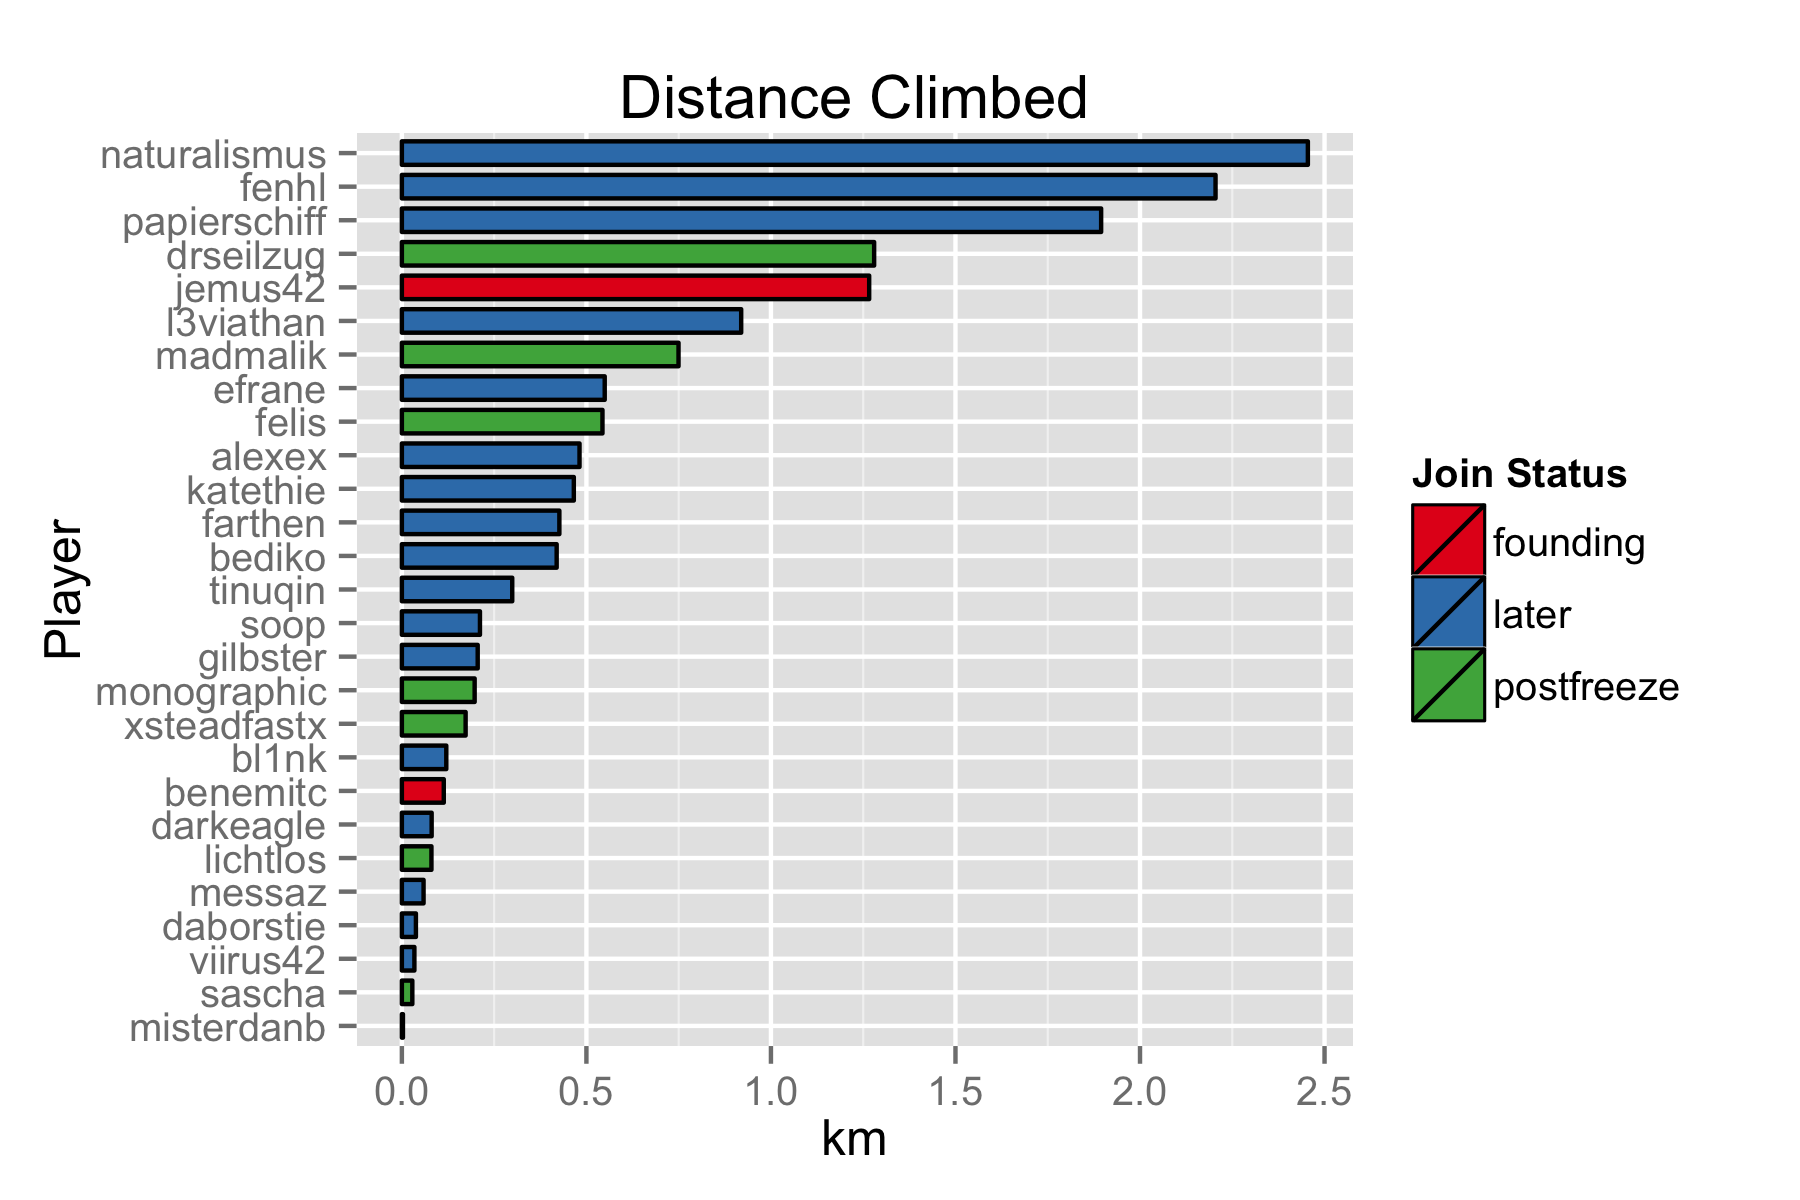 Distance Climbed
Player
naturalismus
fenhl
papierschiff
drseilzug
jemus42
l3viathan
madmalik
efrane
felis
alexex
katethie
farthen
bediko
tinuqin
soop
gilbster
monographic
xsteadfastx
bl1nk
benemitc
darkeagle
lichtlos
messaz
daborstie
viirus42
sascha
misterdanb
0.0 0.5 1.0 1.5 2.0 2.5
km
Join Status
founding
later
postfreeze